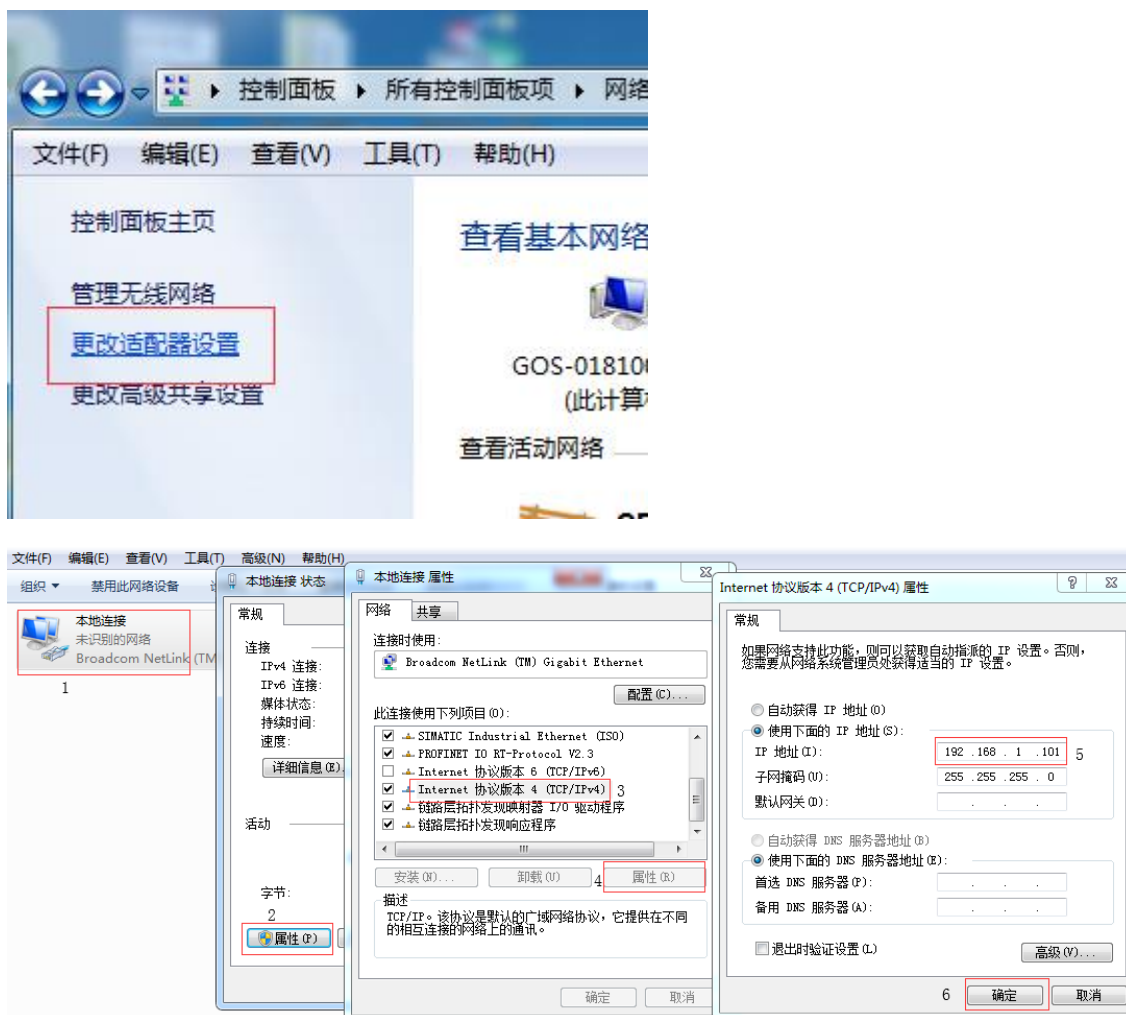 控制面板 所有控制面板项 网络
文件(F) 编辑(E) 查看(V) 工具(T) 帮助(H)
控制面板主页
查看基本网络
管理无线网络
更改适配器设置
GOS-01810
更改高级共享设置
(此计算
查看活动网络
文件(F) 编辑(E) 查看(V) 工具(T) 高级(N) 帮助(H)
组织 禁用此网络设备
本地连接
未识别的网络
Broadcom NetLink (TM
1
本地连接 状态
常规
连接
IPv4 连接:
IPv6 连接:
媒体状态:
持续时间:
速度:
详细信息(E)
活动
字节:
2
属性(P)
本地连接 属性
网络 共享
连接时使用:
Broadcom NetLink (TM) Gigabit Ethernet
配置(C)...
此连接使用下列项目(O):
SIMATIC Industrial Ethernet (ISO)
PROFINET IO RT-Protocol V2.3
Internet 协议版本 6 (TCP/IPv6)
Internet 协议版本 4 (TCP/IPv4) 3
链路层拓扑发现映射器 I/O 驱动程序
链路层拓扑发现响应程序
安装(N)... 卸载(U) 4 属性(R)
描述
TCP/IP。该协议是默认的广域网络协议，它提供在不同
的相互连接的网络上的通讯。
确定 取消
Internet 协议版本 4 (TCP/IPv4) 属性
常规
如果网络支持此功能，则可以获取自动指派的 IP 设置。否则，
您需要从网络系统管理员处获得适当的 IP 设置。
自动获得 IP 地址(O)
使用下面的 IP 地址(S):
IP 地址(I): 192 .168 . 1 .101 5
子网掩码(U): 255 .255 .255 . 0
默认网关(D): . . .
自动获得 DNS 服务器地址(B)
使用下面的 DNS 服务器地址(E):
首选 DNS 服务器(P): . . .
备用 DNS 服务器(A): . . .
退出时验证设置(L) 高级(V)...
6 确定 取消